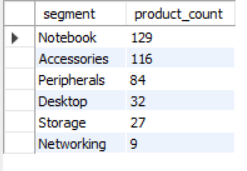 segment product_count
Notebook 129
Accessories 116
Peripherals 84
Desktop 32
Storage 27
Networking 9